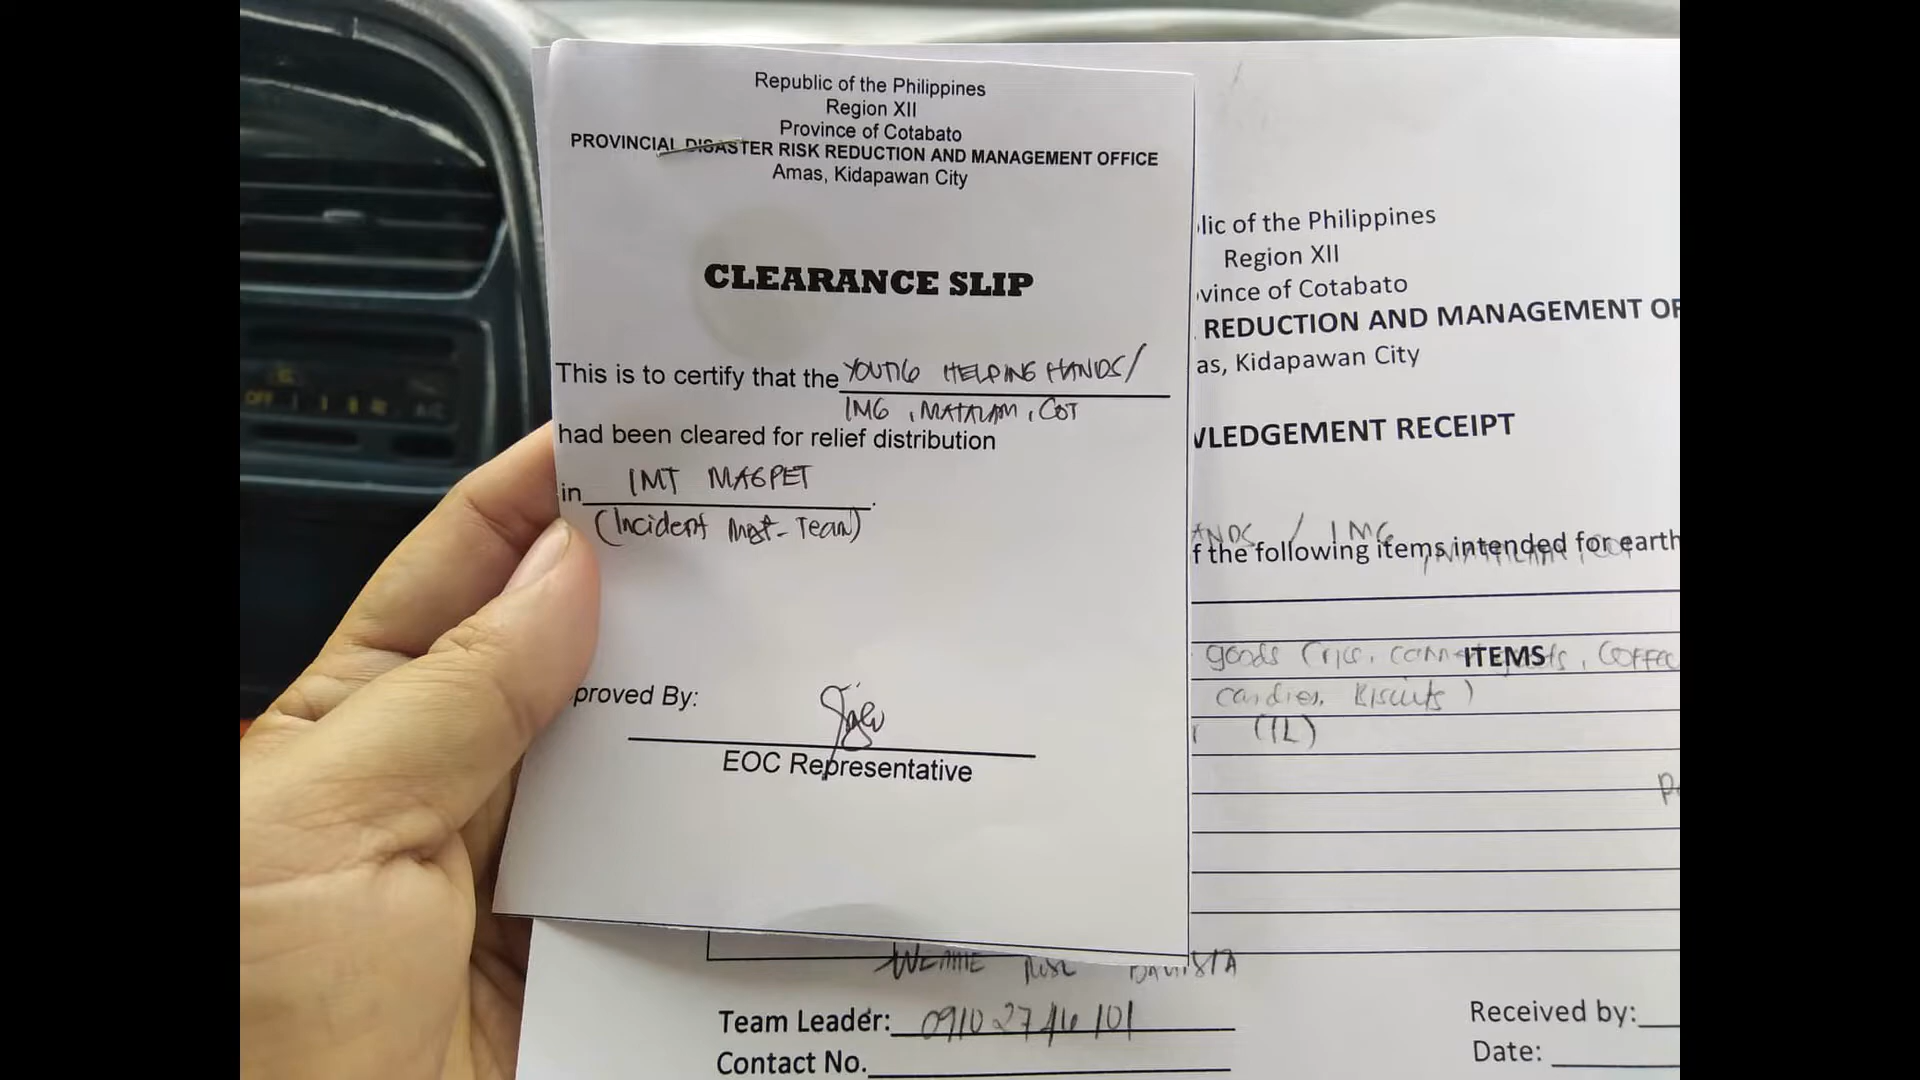 Republic of the Philippines
Region XII
Province of Cotabato
PROVINCIAL DISASTER RISK REDUCTION AND MANAGEMENT OFFICE
Amas, Kidapawan City
CLEARANCE SLIP
This is to certify that the YOUTH HELPING HANDS/
IMG, MATALAM, COT
had been cleared for relief distribution
in IMT MAGPET.
(Incident Mgt-Team)
proved By:
EOC Representative
lic of the Philippines
Region XII
vince of Cotabato
REDUCTION AND MANAGEMENT OF
as, Kidapawan City
WLEDGEMENT RECEIPT
ANDS / IMG
f the following items intended for earth
ITEMS
goods
candies, Biscuits)
(1L)
Team Leader:
Contact No.
Received by:
Date: